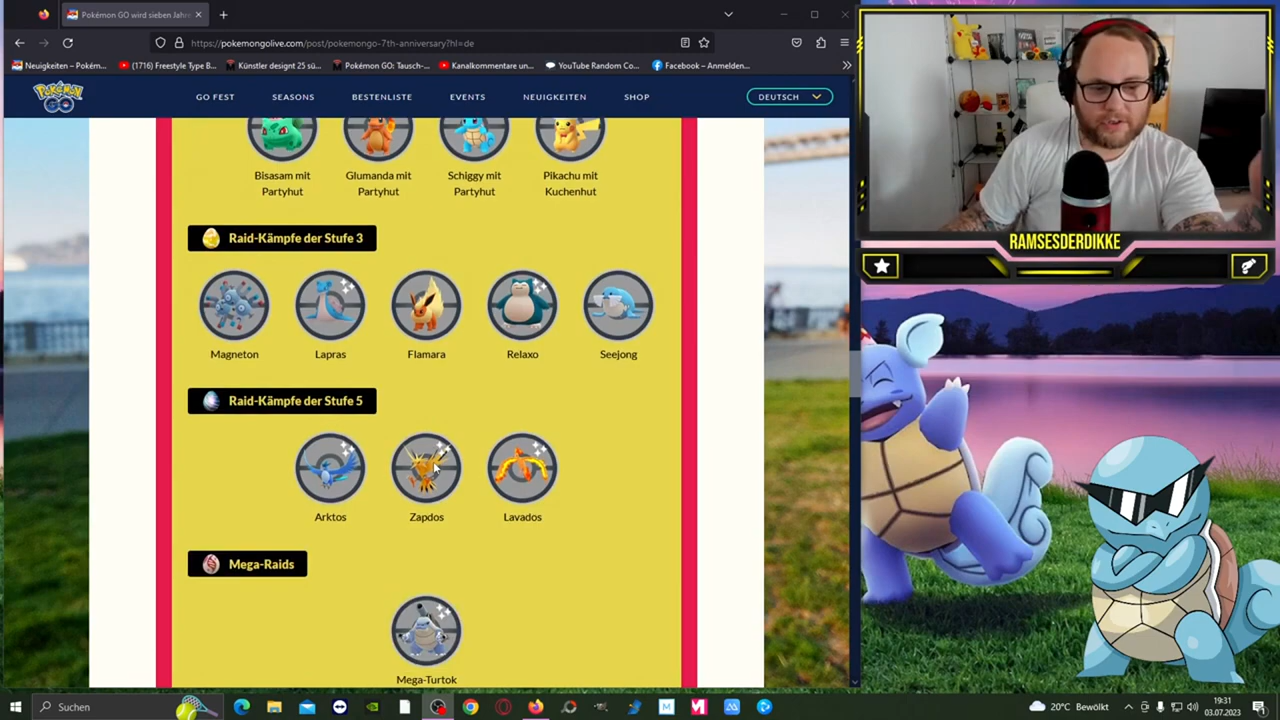 Pokémon GO wird sieben Jahre
https://pokemongolive.com/post/pokemongo-7th-anniversary?hl=de
Neuigkeiten – Pokém...
(1716) Freestyle Type B...
Künstler designt 25 sü...
Pokémon GO: Tausch-...
Kanalkommentare un...
YouTube Random Co...
Facebook – Anmelden...
POKÉMON GO
GO FEST
SEASONS
BESTENLISTE
EVENTS
NEUIGKEITEN
SHOP
DEUTSCH
Bisasam mit
Partyhut
Glumanda mit
Partyhut
Schiggy mit
Partyhut
Pikachu mit
Kuchenhut
Raid-Kämpfe der Stufe 3
Magneton
Lapras
Flamara
Relaxo
Seejong
Raid-Kämpfe der Stufe 5
Arktos
Zapdos
Lavados
Mega-Raids
Mega-Turtok
RAMSESDERDIKKE
Suchen
20°C Bewölkt
19:31
03.07.2023